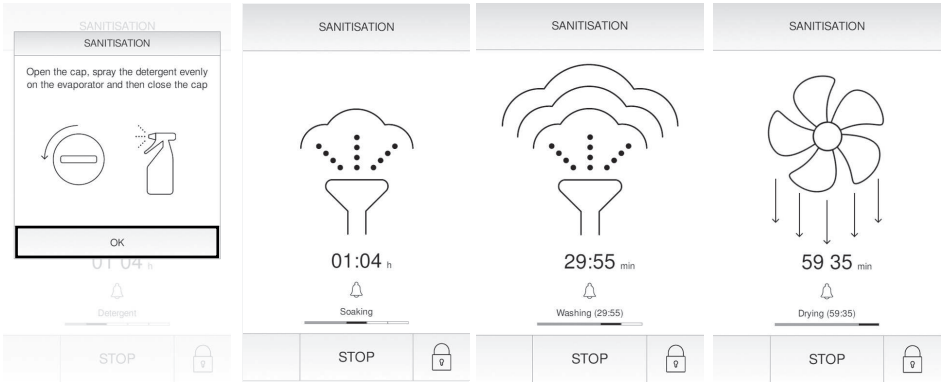 SANITISATION
SANITISATION
Open the cap, spray the detergent evenly
on the evaporator and then close the cap
OK
01 04 h
Detergent
STOP
SANITISATION
01:04 h
Soaking
STOP
SANITISATION
29:55 min
Washing (29:55)
STOP
SANITISATION
59 35 min
Drying (59:35)
STOP